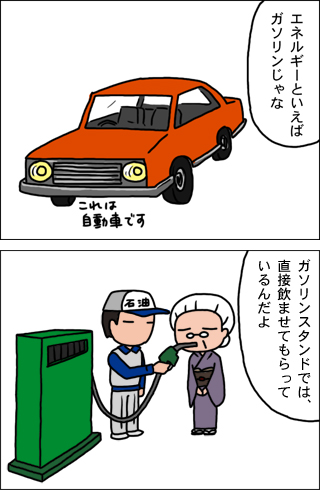 エネルギーといえば
ガソリンじゃな
これは
自動車です
ガソリンスタンドでは、
直接飲ませてもらって
いるんだよ
石油